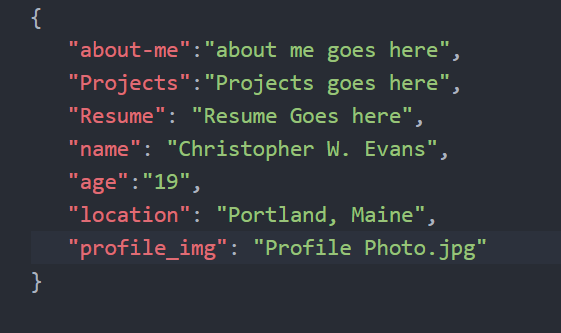 {
"about-me":"about me goes here",
"Projects":"Projects goes here",
"Resume": "Resume Goes here",
"name": "Christopher W. Evans",
"age":"19",
"location": "Portland, Maine",
"profile_img": "Profile Photo.jpg"
}